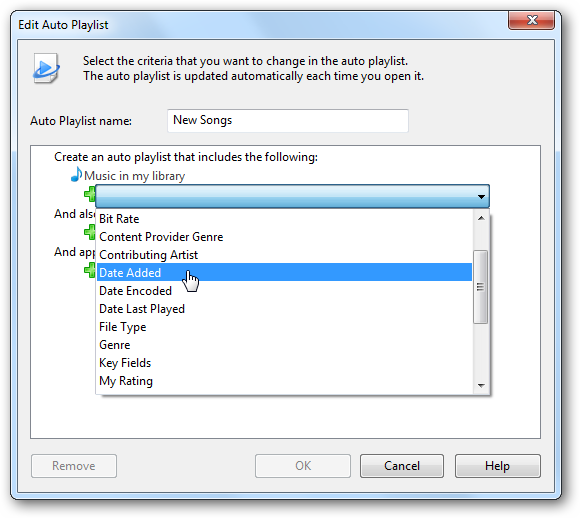 Edit Auto Playlist
Select the criteria that you want to change in the auto playlist.
The auto playlist is updated automatically each time you open it.
Auto Playlist name:
New Songs
Create an auto playlist that includes the following:
Music in my library
And also
Bit Rate
Content Provider Genre
Contributing Artist
And app
Date Added
Date Encoded
Date Last Played
File Type
Genre
Key Fields
My Rating
Remove
OK
Cancel
Help